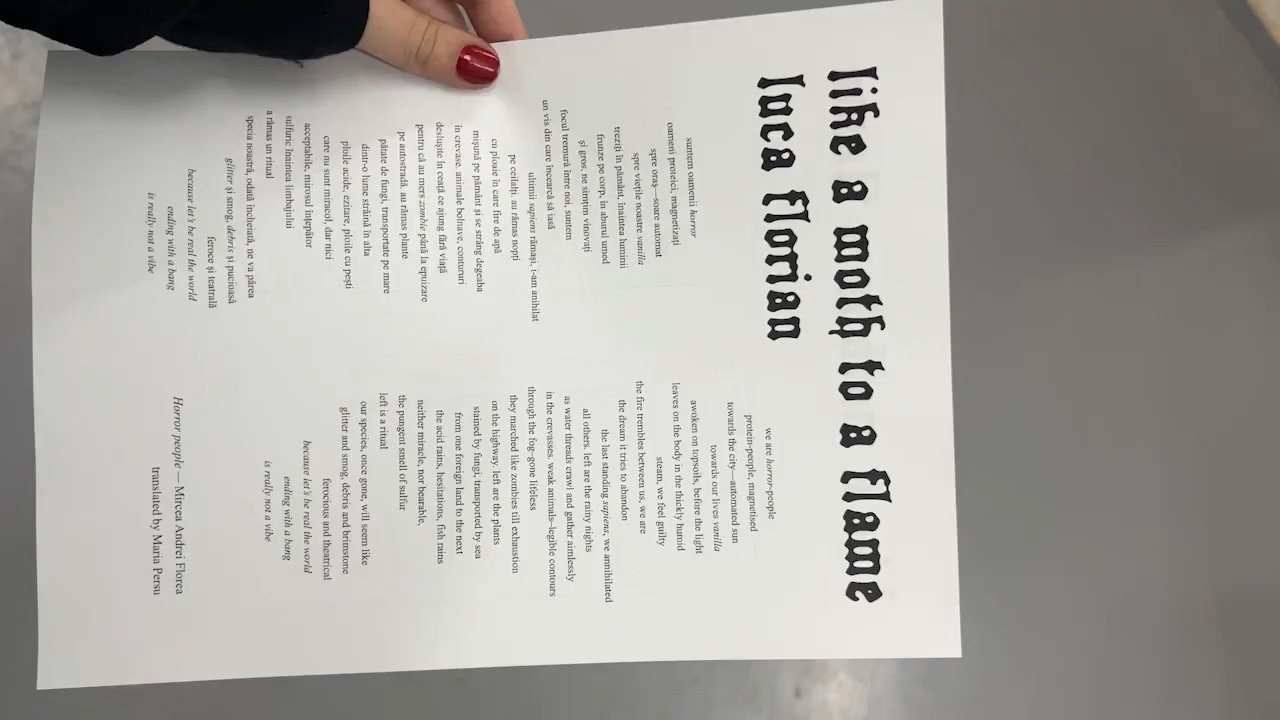 like a moth to a flame
luca florian
suntem oamenii horror
oameni proteici, magnetizați
spre oraș—soare automat
spre viețile noastre vanilla
treziți în pământ, înaintea luminii
frunze pe corp, în aburul umed
și gros, ne simțim vinovați
focul tremură între noi, suntem
un vis din care încearcă să iasă
ultimii sapiens rămași, i-am anihilat
pe ceilalți. au rămas nopți
cu ploaie în care fire de apă
mișună pe pământ și se strâng degeaba
în crevase. animale bolnave, contururi
deslușite în ceață ce ajung fără viață
pentru că au mers zombie până la epuizare
pe autostradă. au rămas plante
pătate de fungi, transportate pe mare
dintr-o lume străină în alta
ploile acide, ezitare, ploile cu pești
care nu sunt miracol, dar nici
acceptabile, mirosul înțepător
sulfuric înaintea limbajului
a rămas un ritual
specia noastră, odată încheiată, ne va părea
glitter și smog, debris și pucioasă
feroce și teatrală
because let's be real the world
ending with a bang
is really not a vibe
we are horror-people
protein-people, magnetised
towards the city—automated sun
towards our lives vanilla
awoken on topsoils, before the light
leaves on the body in the thickly humid
steam, we feel guilty
the fire trembles between us, we are
the dream it tries to abandon
the last standing sapiens, we annihilated
all others. left are the rainy nights
as water threads crawl and gather aimlessly
in the crevasses. weak animals–legible contours
through the fog–gone lifeless
they marched like zombies till exhaustion
on the highway. left are the plants
stained by fungi, transported by sea
from one foreign land to the next
the acid rains, hesitations, fish rains
neither miracle, nor bearable,
the pungent smell of sulfur
left is a ritual
our species, once gone, will seem like
glitter and smog, debris and brimstone
ferocious and theatrical
because let's be real the world
ending with a bang
is really not a vibe
Horror people — Mircea Andrei Florea
translated by Maria Persu